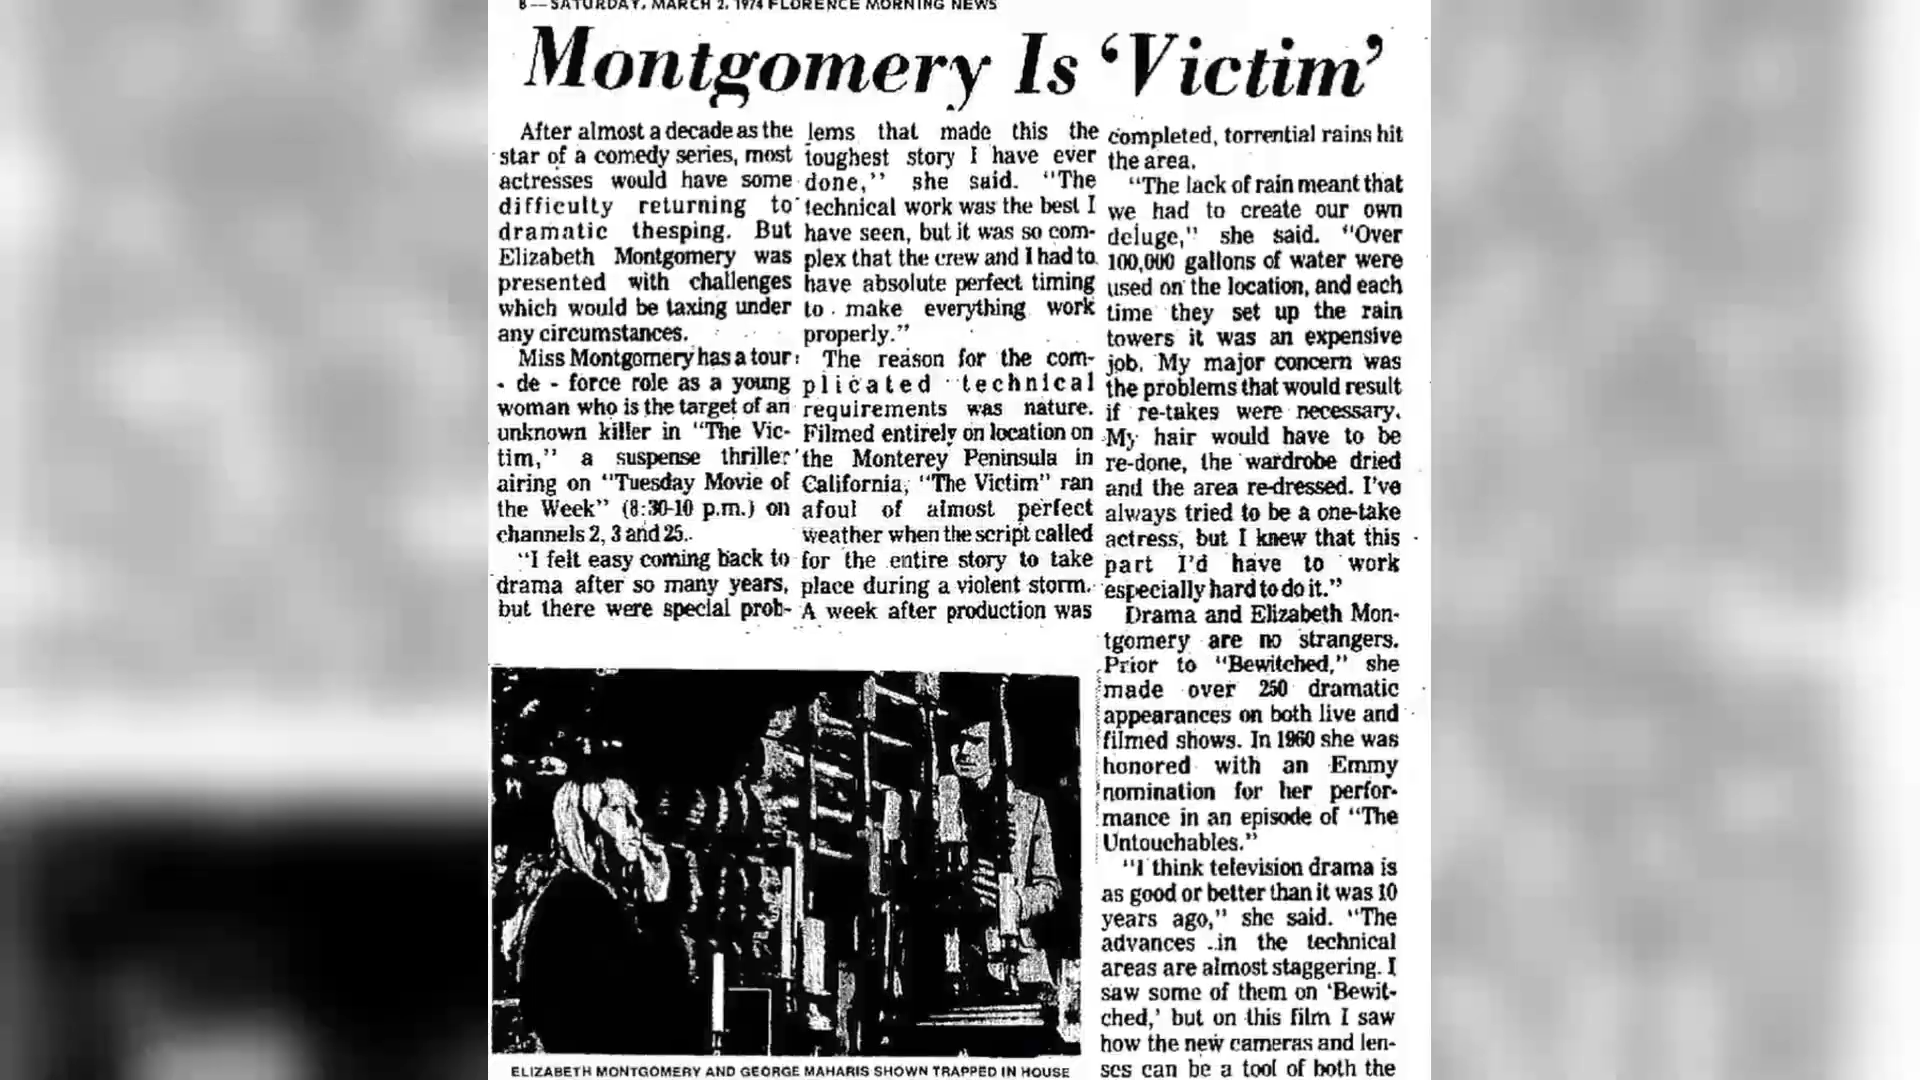 8—SATURDAY, MARCH 2, 1974 FLORENCE MORNING NEWS
Montgomery Is ‘Victim’
After almost a decade as the
star of a comedy series, most
actresses would have some
difficulty returning to
dramatic thesping. But
Elizabeth Montgomery was
presented with challenges
which would be taxing under
any circumstances.
Miss Montgomery has a tour
- de - force role as a young
woman who is the target of an
unknown killer in “The Vic-
tim,” a suspense thriller
airing on “Tuesday Movie of
the Week” (8:30-10 p.m.) on
channels 2, 3 and 25.
“I felt easy coming back to
drama after so many years,
but there were special prob-
lems that made this the
toughest story I have ever
done,” she said. “The
technical work was the best I
have seen, but it was so com-
plex that the crew and I had to
have absolute perfect timing
to make everything work
properly.”
The reason for the com-
plicated technical
requirements was nature.
Filmed entirely on location on
the Monterey Peninsula in
California, “The Victim” ran
afoul of almost perfect
weather when the script called
for the entire story to take
place during a violent storm.
A week after production was
completed, torrential rains hit
the area.
“The lack of rain meant that
we had to create our own
deluge,” she said. “Over
100,000 gallons of water were
used on the location, and each
time they set up the rain
towers it was an expensive
job. My major concern was
the problems that would result
if re-takes were necessary.
My hair would have to be
re-done, the wardrobe dried
and the area re-dressed. I’ve
always tried to be a one-take
actress, but I knew that this
part I’d have to work
especially hard to do it.”
Drama and Elizabeth Mon-
tgomery are no strangers.
Prior to “Bewitched,” she
made over 250 dramatic
appearances on both live and
filmed shows. In 1960 she was
honored with an Emmy
nomination for her perfor-
mance in an episode of “The
Untouchables.”
“I think television drama is
as good or better than it was 10
years ago,” she said. “The
advances in the technical
areas are almost staggering. I
saw some of them on ‘Bewit-
ched,’ but on this film I saw
how the new cameras and len-
ses can be a tool of both the
ELIZABETH MONTGOMERY AND GEORGE MAHARIS SHOWN TRAPPED IN HOUSE